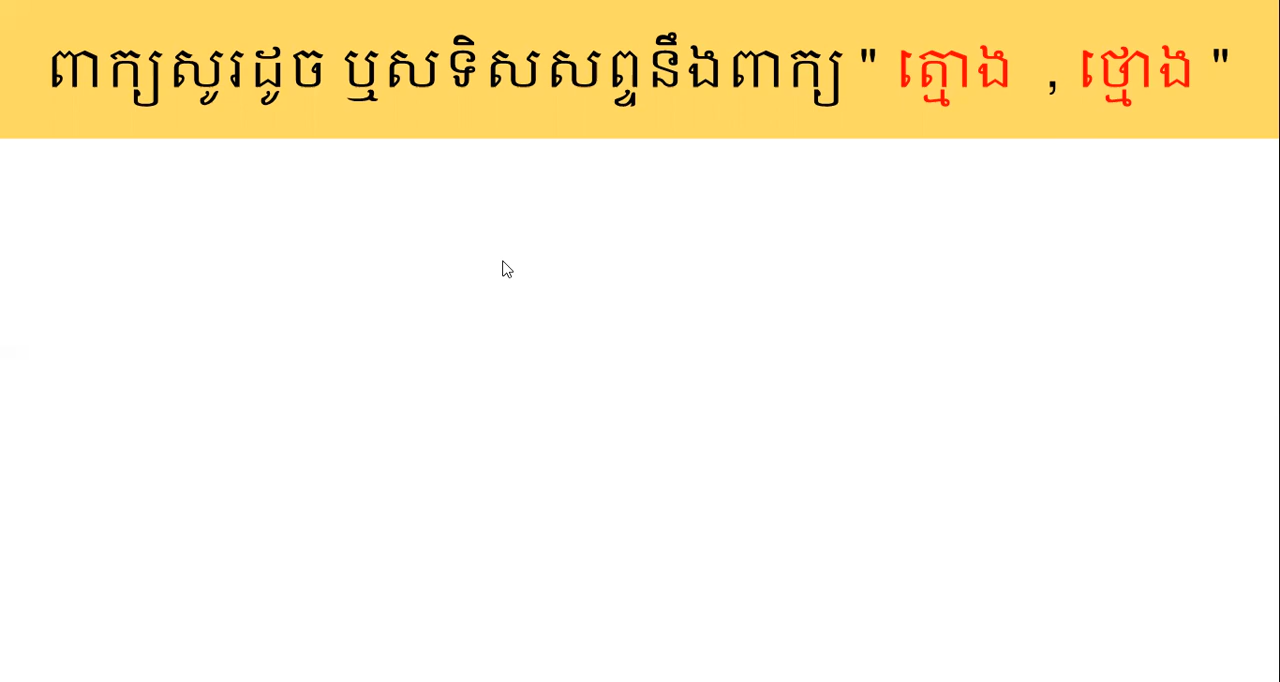 ពាក្យសូរដូច ឬសទិសសព្ទនឹងពាក្យ " ត្មោង , ថ្មោង "